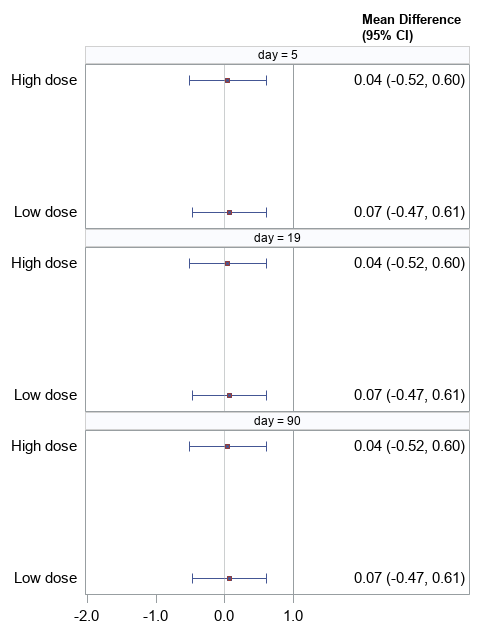 Mean Difference
(95% CI)
day = 5
High dose 0.04 (-0.52, 0.60)
Low dose 0.07 (-0.47, 0.61)
day = 19
High dose 0.04 (-0.52, 0.60)
Low dose 0.07 (-0.47, 0.61)
day = 90
High dose 0.04 (-0.52, 0.60)
Low dose 0.07 (-0.47, 0.61)
-2.0 -1.0 0.0 1.0